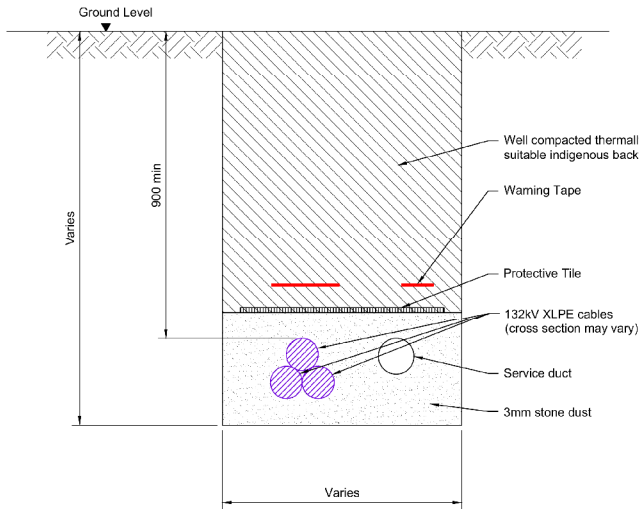 Ground Level
Well compacted thermall
suitable indigenous back
900 min
Warning Tape
Varies
Protective Tile
132kV XLPE cables
(cross section may vary)
Service duct
3mm stone dust
Varies